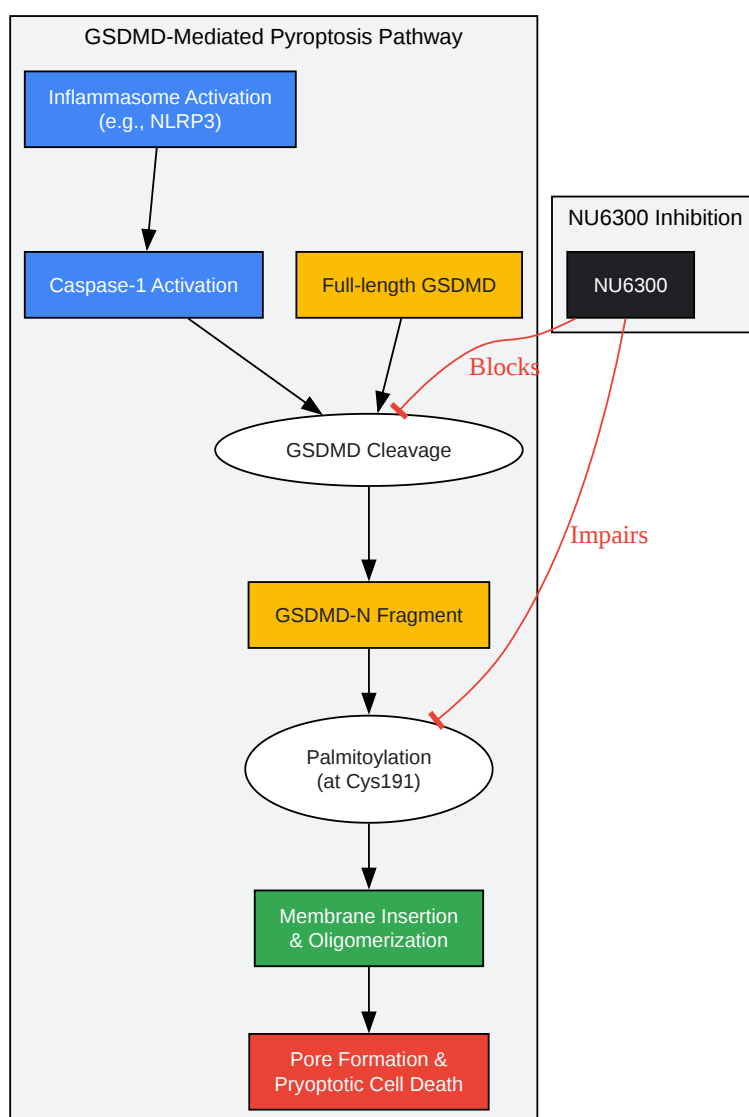 GSDMD-Mediated Pyroptosis Pathway
Inflammasome Activation
(e.g., NLRP3)
NU6300 Inhibition
Caspase-1 Activation
Full-length GSDMD
NU6300
Blocks
GSDMD Cleavage
Impairs
GSDMD-N Fragment
Palmitoylation
(at Cys191)
Membrane Insertion
& Oligomerization
Pore Formation &
Pryoptotic Cell Death